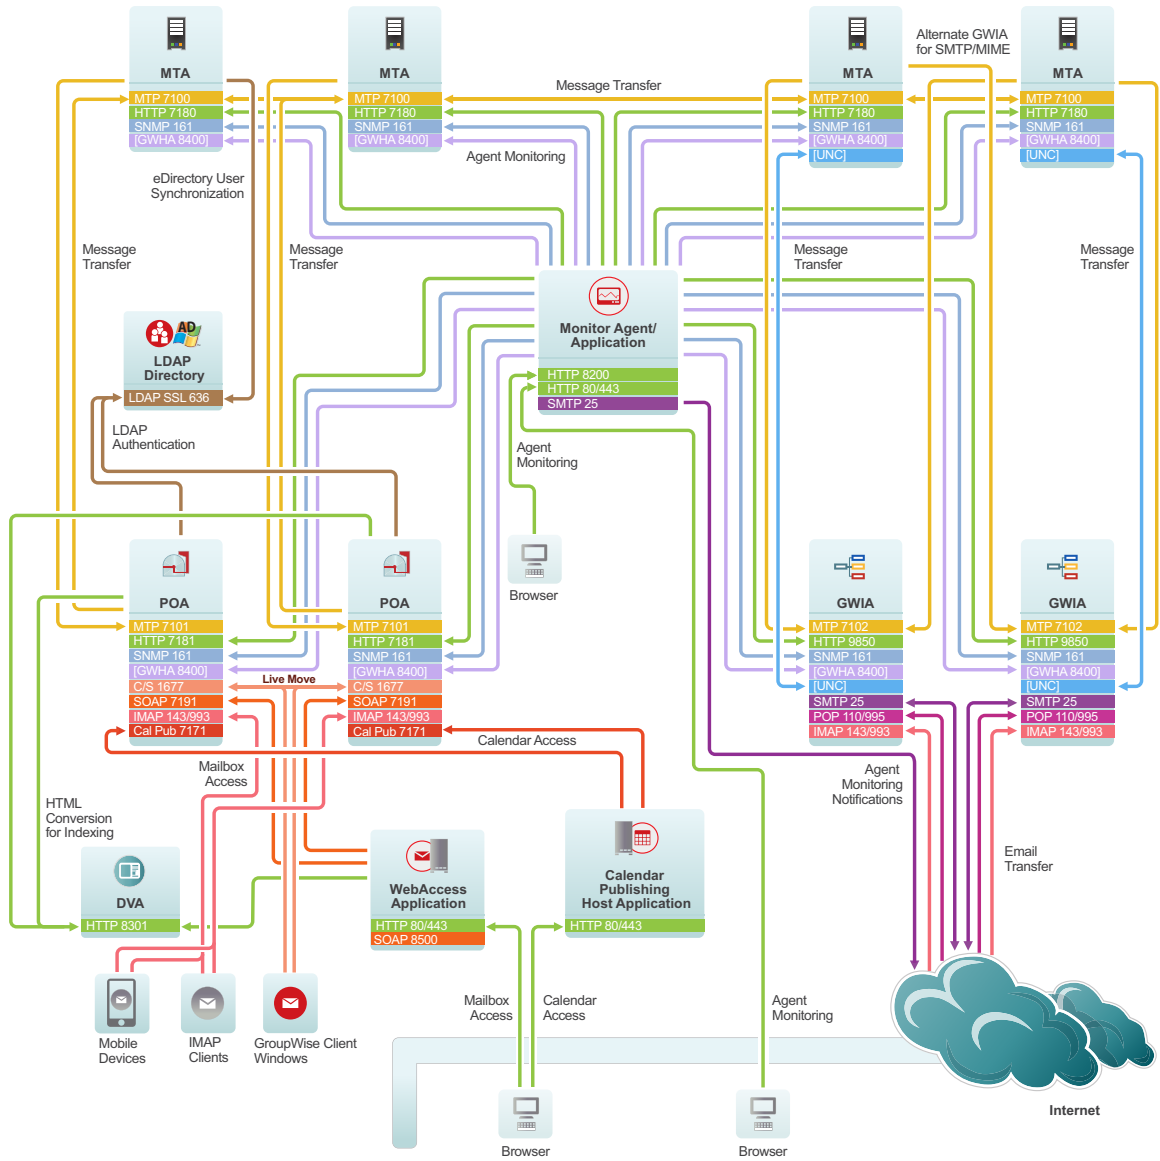 Alternate GWIA
for SMTP/MIME
MTA
MTP 7100
HTTP 7180
SNMP 161
[GWHA 8400]
MTA
MTP 7100
HTTP 7180
SNMP 161
[GWHA 8400]
Message Transfer
Agent Monitoring
MTA
MTP 7100
HTTP 7180
SNMP 161
[GWHA 8400]
[UNC]
MTA
MTP 7100
HTTP 7180
SNMP 161
[GWHA 8400]
[UNC]
eDirectory User
Synchronization
Message
Transfer
Message
Transfer
Message
Transfer
Message
Transfer
Monitor Agent/
Application
HTTP 8200
HTTP 80/443
SMTP 25
AD
LDAP
Directory
LDAP SSL 636
LDAP
Authentication
Agent
Monitoring
Browser
POA
MTP 7101
HTTP 7181
SNMP 161
[GWHA 8400]
C/S 1677
SOAP 7191
IMAP 143/993
Cal Pub 7171
Live Move
POA
MTP 7101
HTTP 7181
SNMP 161
[GWHA 8400]
C/S 1677
SOAP 7191
IMAP 143/993
Cal Pub 7171
GWIA
MTP 7102
HTTP 9850
SNMP 161
[GWHA 8400]
[UNC]
SMTP 25
POP 110/995
IMAP 143/993
GWIA
MTP 7102
HTTP 9850
SNMP 161
[GWHA 8400]
[UNC]
SMTP 25
POP 110/995
IMAP 143/993
Calendar Access
Mailbox
Access
Agent
Monitoring
Notifications
HTML
Conversion
for Indexing
Email
Transfer
DVA
HTTP 8301
WebAccess
Application
HTTP 80/443
SOAP 8500
Calendar
Publishing
Host Application
HTTP 80/443
Mobile
Devices
IMAP
Clients
GroupWise Client
Windows
Mailbox
Access
Calendar
Access
Agent
Monitoring
Browser
Browser
Internet